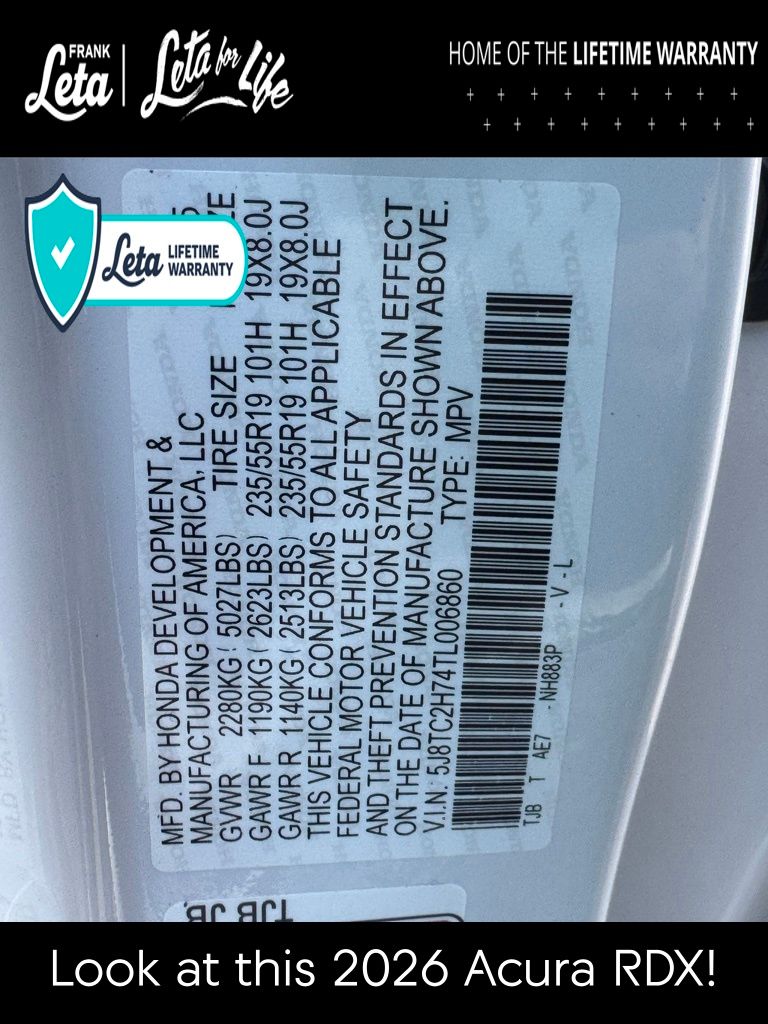 FRANK
Leta
Leta for Life
HOME OF THE LIFETIME WARRANTY
Leta LIFETIME
WARRANTY
MFD. BY HONDA DEVELOPMENT &
MANUFACTURING OF AMERICA, LLC
GVWR 2280KG ( 5027LBS) TIRE SIZE
GAWR F 1190KG ( 2623LBS) 235/55R19 101H 19X8.0J
GAWR R 1140KG ( 2513LBS) 235/55R19 101H 19X8.0J
THIS VEHICLE CONFORMS TO ALL APPLICABLE
FEDERAL MOTOR VEHICLE SAFETY
AND THEFT PREVENTION STANDARDS IN EFFECT
ON THE DATE OF MANUFACTURE SHOWN ABOVE.
V.I.N.: 5J8TC2H74TL006860 TYPE: MPV
TJB T AE7 - NH883P - V - L
TJB JB
Look at this 2026 Acura RDX!